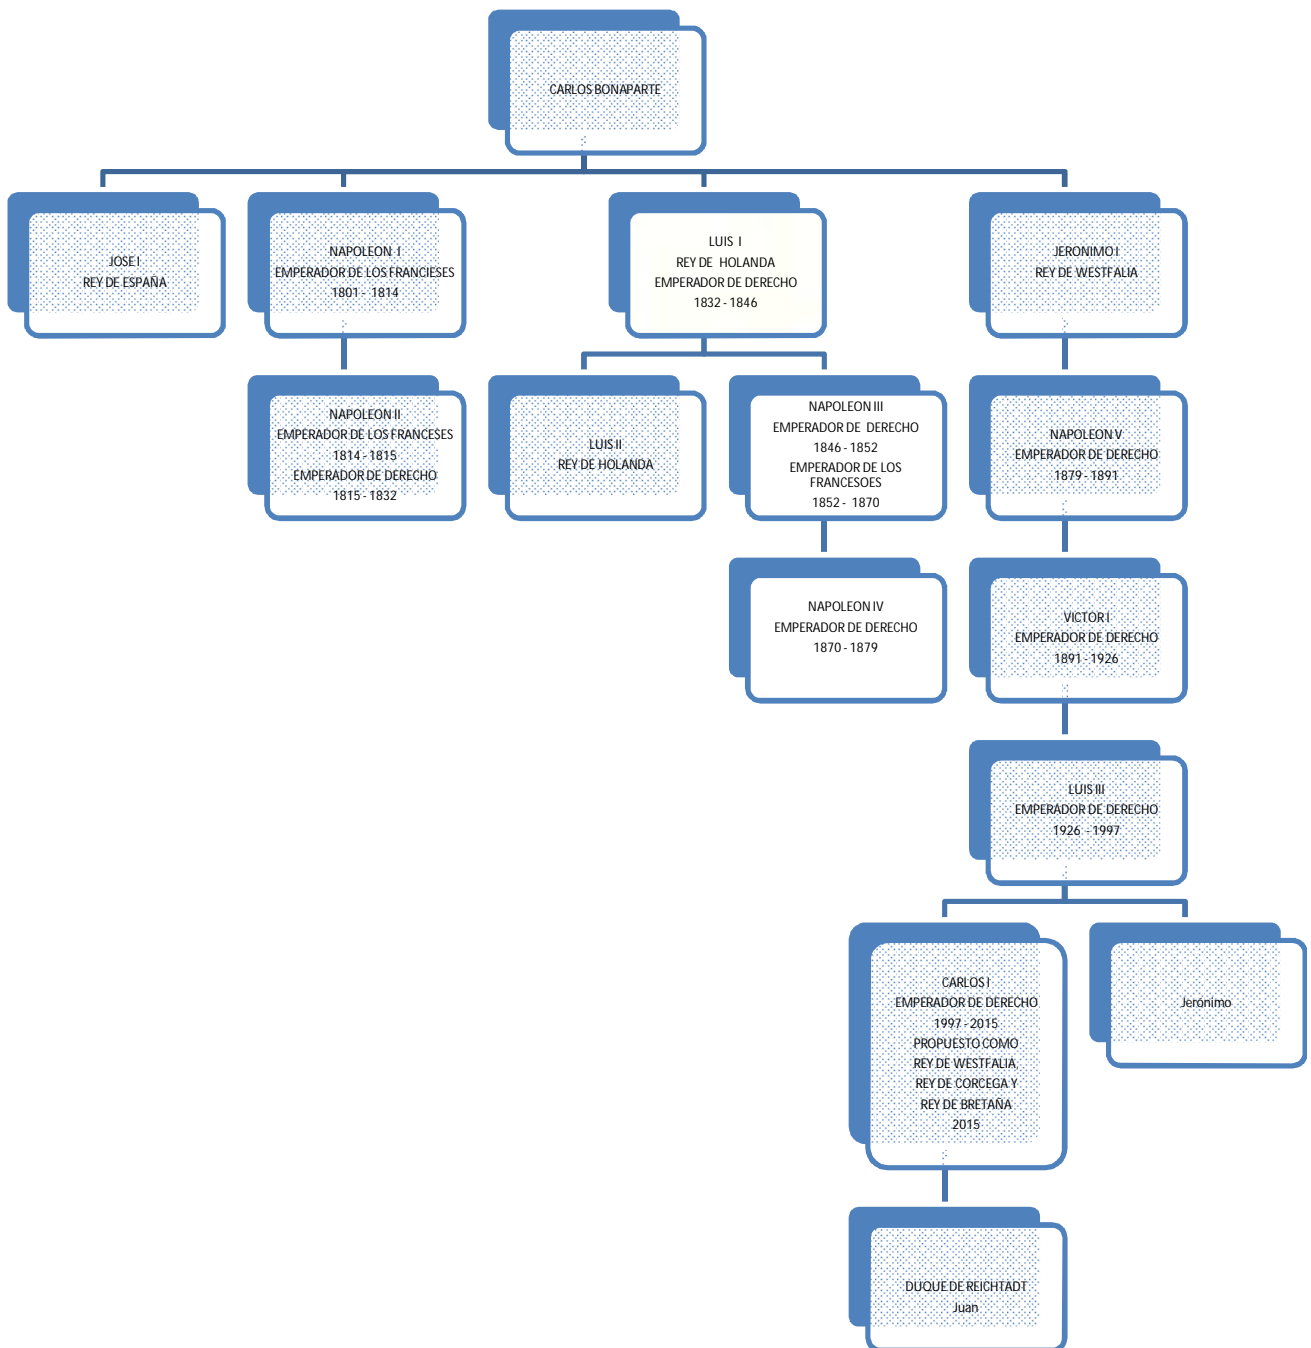 CARLOS BONAPARTE
JOSE I
REY DE ESPAÑA
NAPOLEON I
EMPERADOR DE LOS FRANCIESES
1801 - 1814
LUIS I
REY DE HOLANDA
EMPERADOR DE DERECHO
1832 - 1846
JERONIMO I
REY DE WESTFALIA
NAPOLEON II
EMPERADOR DE LOS FRANCESES
1814 - 1815
EMPERADOR DE DERECHO
1815 - 1832
LUIS II
REY DE HOLANDA
NAPOLEON III
EMPERADOR DE DERECHO
1846 - 1852
EMPERADOR DE LOS
FRANCESOES
1852 - 1870
NAPOLEON V
EMPERADOR DE DERECHO
1879 - 1891
NAPOLEON IV
EMPERADOR DE DERECHO
1870 - 1879
VICTOR I
EMPERADOR DE DERECHO
1891 - 1926
LUIS III
EMPERADOR DE DERECHO
1926 - 1997
CARLOS I
EMPERADOR DE DERECHO
1997 - 2015
PROPUESTO COMO
REY DE WESTFALIA,
REY DE CORCEGA Y
REY DE BRETAÑA
2015
Jerónimo
DUQUE DE REICHTADT
Juan